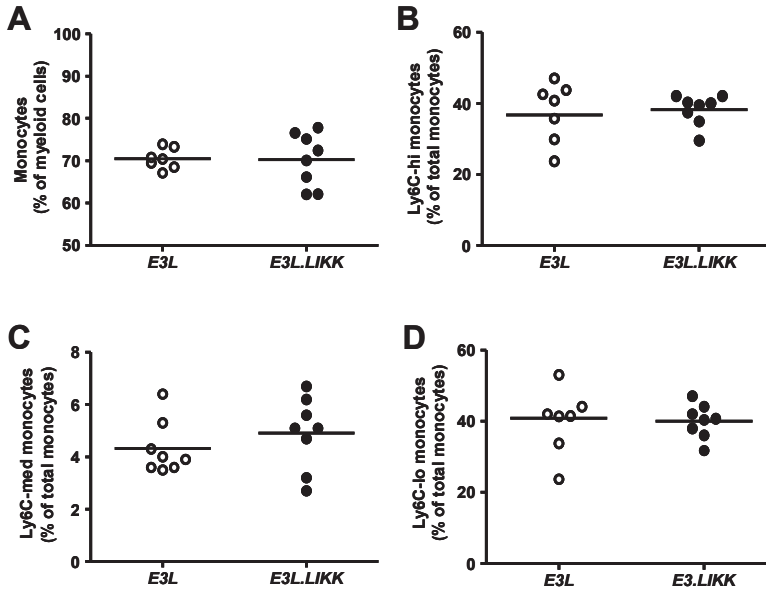 A
Monocytes
(% of myeloid cells)
100
90
80
70
60
50
E3L
E3L.LIKK
B
Ly6C-hi monocytes
(% of total monocytes)
60
40
20
0
E3L
E3L.LIKK
C
Ly6C-med monocytes
(% of total monocytes)
8
6
4
2
0
E3L
E3L.LIKK
D
Ly6C-lo monocytes
(% of total monocytes)
60
40
20
0
E3L
E3.LIKK